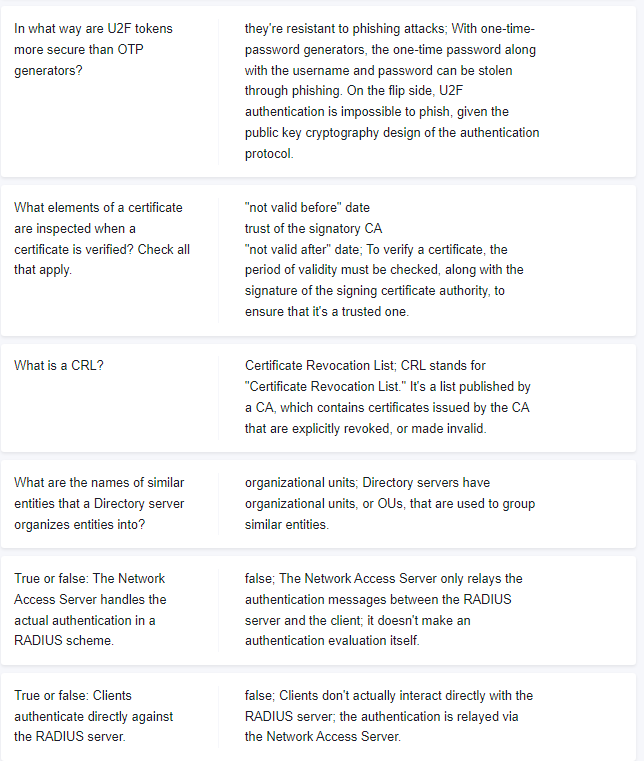 In what way are U2F tokens
more secure than OTP
generators?
they're resistant to phishing attacks; With one-time-
password generators, the one-time password along
with the username and password can be stolen
through phishing. On the flip side, U2F
authentication is impossible to phish, given the
public key cryptography design of the authentication
protocol.
What elements of a certificate
are inspected when a
certificate is verified? Check all
that apply.
"not valid before" date
trust of the signatory CA
"not valid after" date; To verify a certificate, the
period of validity must be checked, along with the
signature of the signing certificate authority, to
ensure that it's a trusted one.
What is a CRL?
Certificate Revocation List; CRL stands for
"Certificate Revocation List." It's a list published by
a CA, which contains certificates issued by the CA
that are explicitly revoked, or made invalid.
What are the names of similar
entities that a Directory server
organizes entities into?
organizational units; Directory servers have
organizational units, or OUs, that are used to group
similar entities.
True or false: The Network
Access Server handles the
actual authentication in a
RADIUS scheme.
false; The Network Access Server only relays the
authentication messages between the RADIUS
server and the client; it doesn't make an
authentication evaluation itself.
True or false: Clients
authenticate directly against
the RADIUS server.
false; Clients don't actually interact directly with the
RADIUS server; the authentication is relayed via
the Network Access Server.